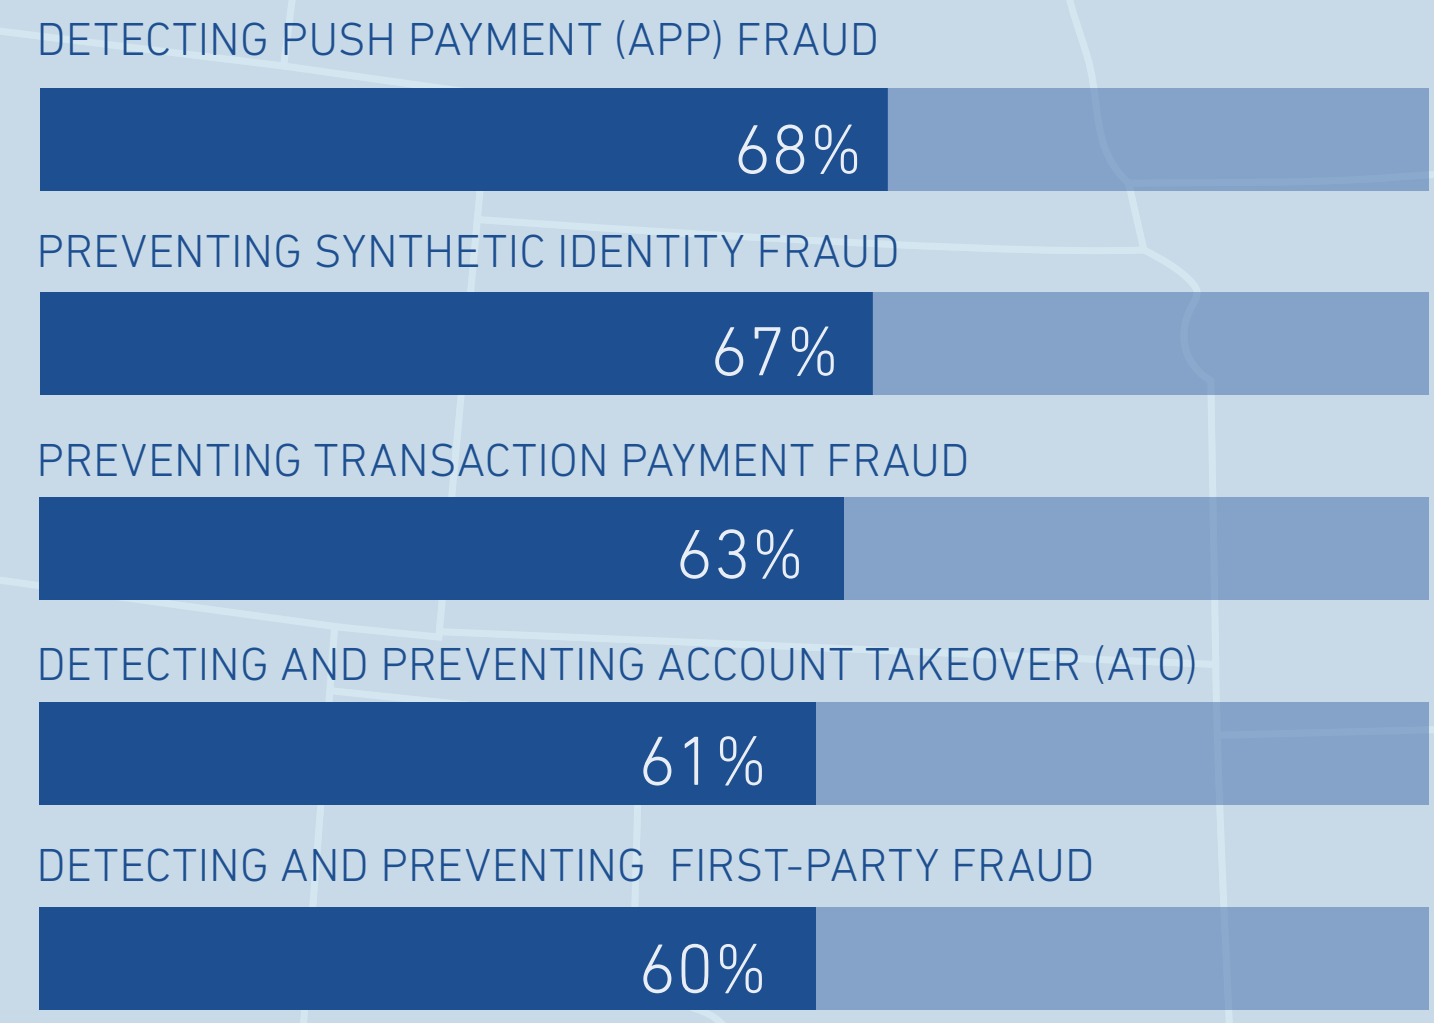 DETECTING PUSH PAYMENT (APP) FRAUD
68%
PREVENTING SYNTHETIC IDENTITY FRAUD
67%
PREVENTING TRANSACTION PAYMENT FRAUD
63%
DETECTING AND PREVENTING ACCOUNT TAKEOVER (ATO)
61%
DETECTING AND PREVENTING  FIRST-PARTY FRAUD
60%